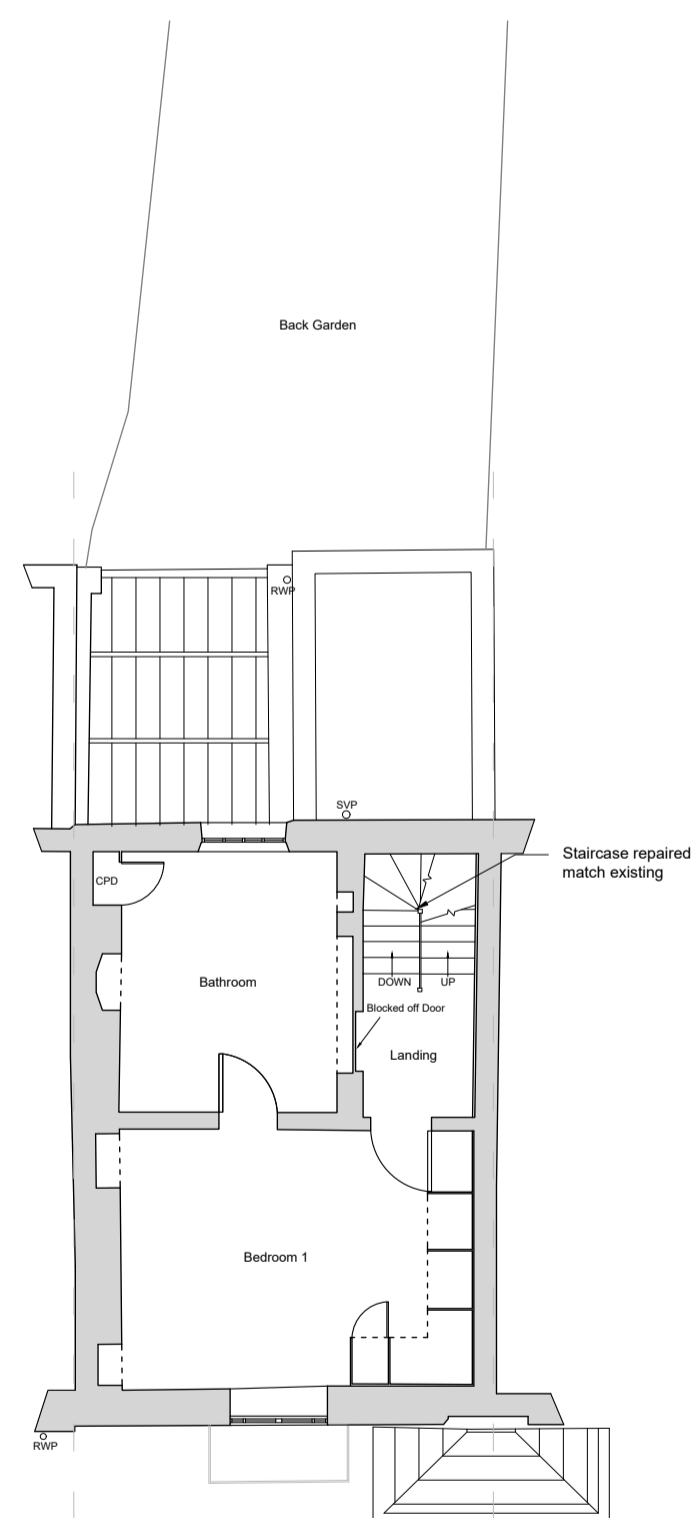 Back Garden
RWP
SVP
Staircase repaired
match existing
CPD
Bathroom
DOWN
UP
Blocked off Door
Landing
Bedroom 1
RWP